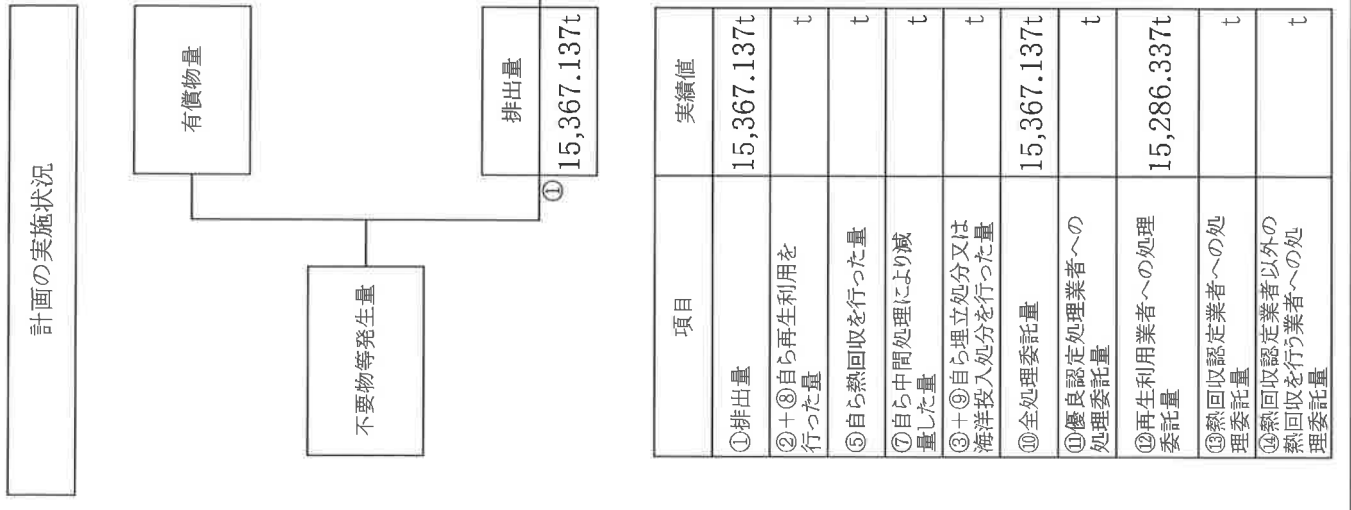 計画の実施状況
有償物量
不要物等発生量
排出量
①
15,367.137t
項目
実績値
①排出量
15,367.137t
②+⑧自ら再生利用を
行った量
t
⑤自ら熱回収を行った量
t
⑦自ら中間処理により減
量した量
t
③+⑨自ら埋立処分又は
海洋投入処分を行った量
t
⑩全処理委託量
15,367.137t
⑪優良認定処理業者への
処理委託量
t
⑫再生利用業者への処理
委託量
15,286.337t
⑬熱回収認定業者への処
理委託量
t
⑭熱回収認定業者以外の
熱回収を行う業者への処
理委託量
t